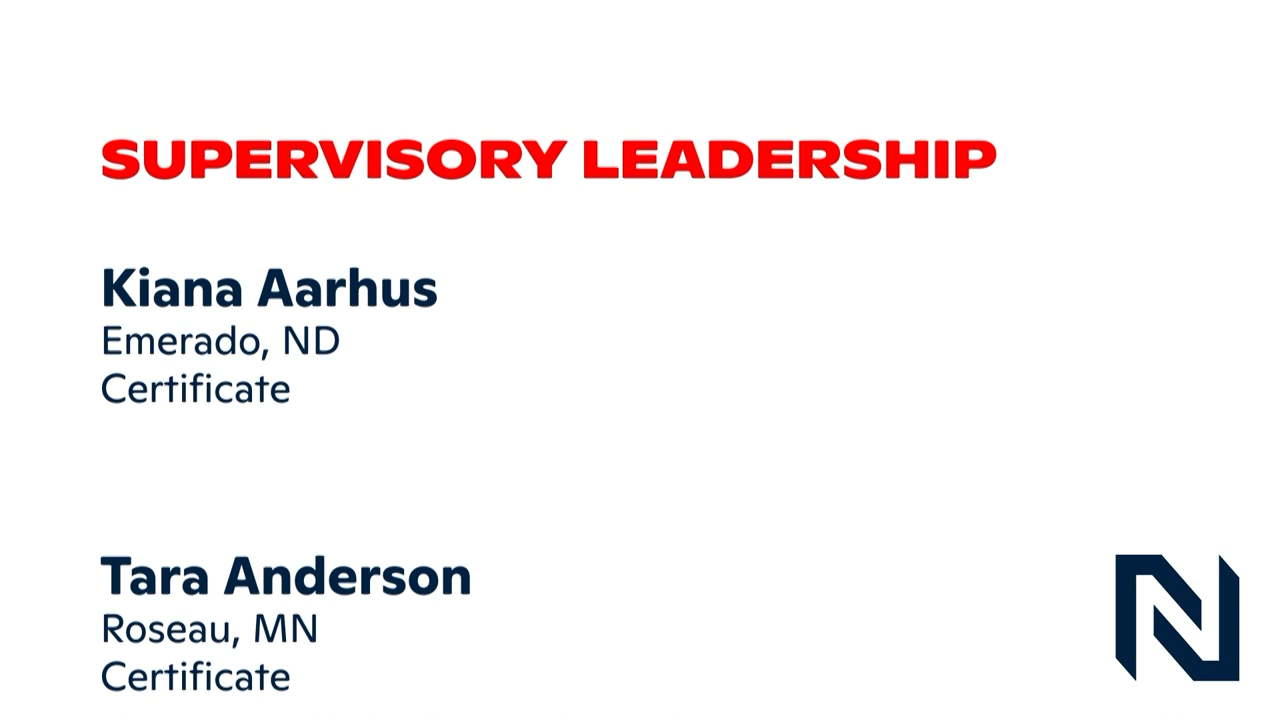 SUPERVISORY LEADERSHIP
Kiana Aarhus
Emerado, ND
Certificate
Tara Anderson
Roseau, MN
Certificate
N